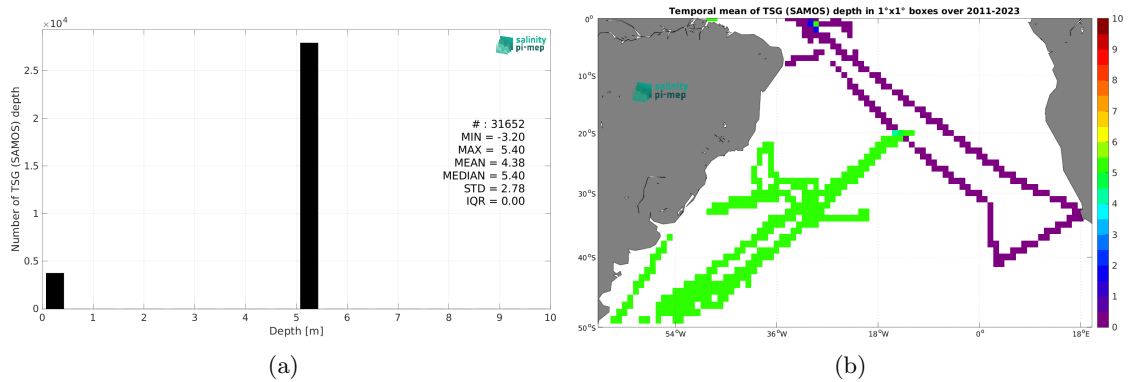 ×10⁴
2.5
2
1.5
1
0.5
0
Number of TSG (SAMOS) depth
salinity
pi-mep
# : 31652
MIN = -3.20
MAX = 5.40
MEAN = 4.38
MEDIAN = 5.40
STD = 2.78
IQR = 0.00
0 1 2 3 4 5 6 7 8 9 10
Depth [m]
(a)
Temporal mean of TSG (SAMOS) depth in 1°x1° boxes over 2011-2023
0°
10°S
20°S
30°S
40°S
50°S
salinity
pi-mep
54°W 36°W 18°W 0° 18°E
10
9
8
7
6
5
4
3
2
1
0
(b)